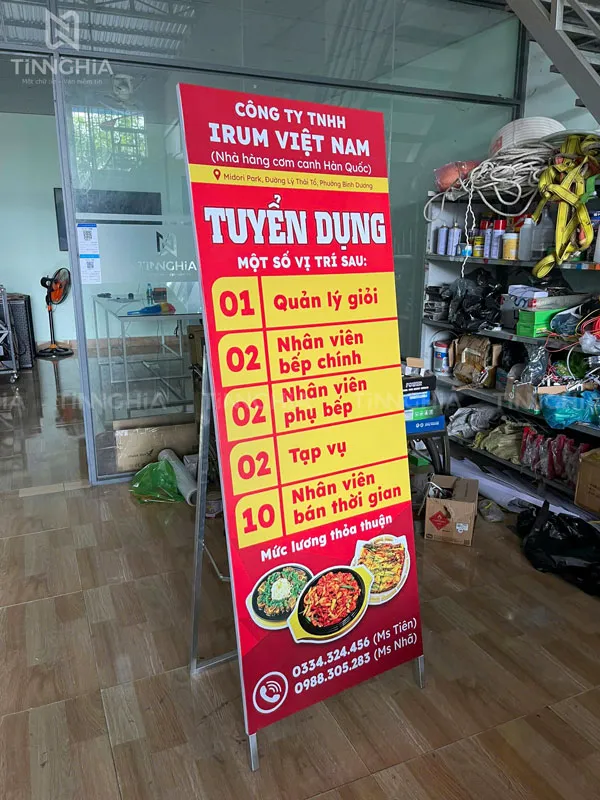 TiNNGHiA
CÔNG TY TNHH
IRUM VIỆT NAM
(Nhà hàng cơm canh Hàn Quốc)
Midori Park, Đường Lý Thái Tổ, Phường Bình Dương
TUYỂN DỤNG
MỘT SỐ VỊ TRÍ SAU:
01 Quản lý giỏi
02 Nhân viên
bếp chính
02 Nhân viên
phụ bếp
02 Tạp vụ
10 Nhân viên
bán thời gian
Mức lương thỏa thuận
0334.324.456 (Ms Tiên)
0988.305.283 (Ms Nhã)
TiNNGHiA
TiNNGHiA